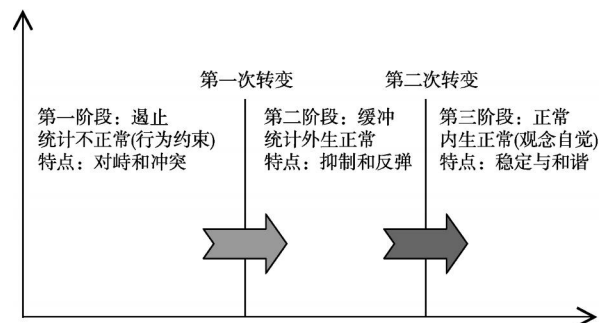 第一次转变
第二次转变
第一阶段：遏止
统计不正常(行为约束)
特点：对峙和冲突
第二阶段：缓冲
统计外生正常
特点：抑制和反弹
第三阶段：正常
内生正常(观念自觉)
特点：稳定与和谐